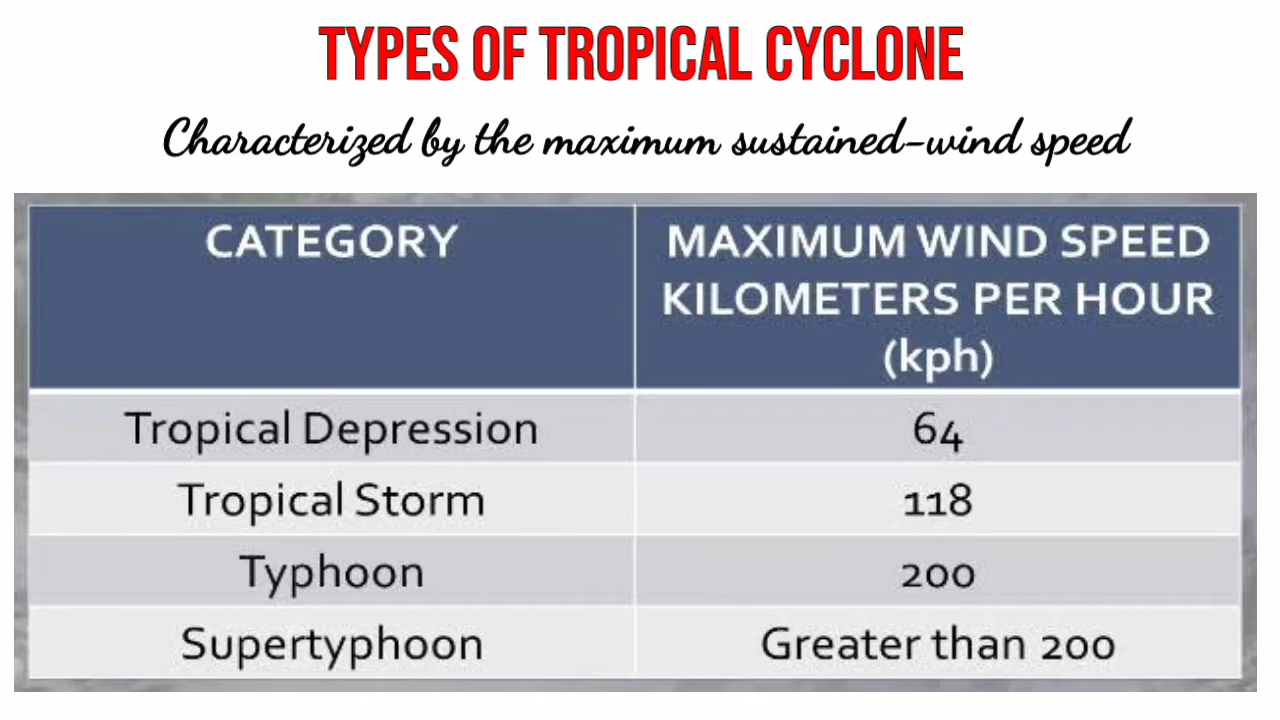 TYPES OF TROPICAL CYCLONE
Characterized by the maximum sustained-wind speed
CATEGORY
MAXIMUM WIND SPEED
KILOMETERS PER HOUR
(kph)
Tropical Depression
64
Tropical Storm
118
Typhoon
200
Supertyphoon
Greater than 200